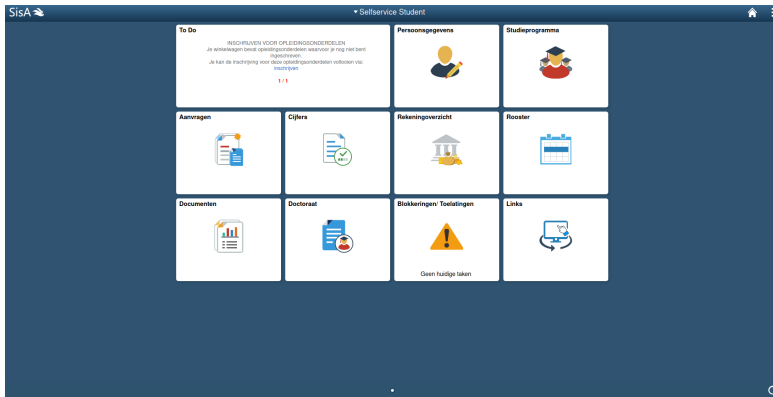 SisA
▾ Selfservice Student
To Do
INSCHRIJVEN VOOR OPLEIDINGSONDERDELEN
Je winkelwagen bevat opleidingsonderdelen waarvoor je nog niet bent
ingeschreven.
Je kan de inschrijving voor deze opleidingsonderdelen voltooien via:
inschrijven
1 / 1
Persoonsgegevens
Studieprogramma
Aanvragen
Cijfers
Rekeningoverzicht
Rooster
Documenten
Doctoraat
Blokkeringen/ Toelatingen
Geen huidige taken
Links